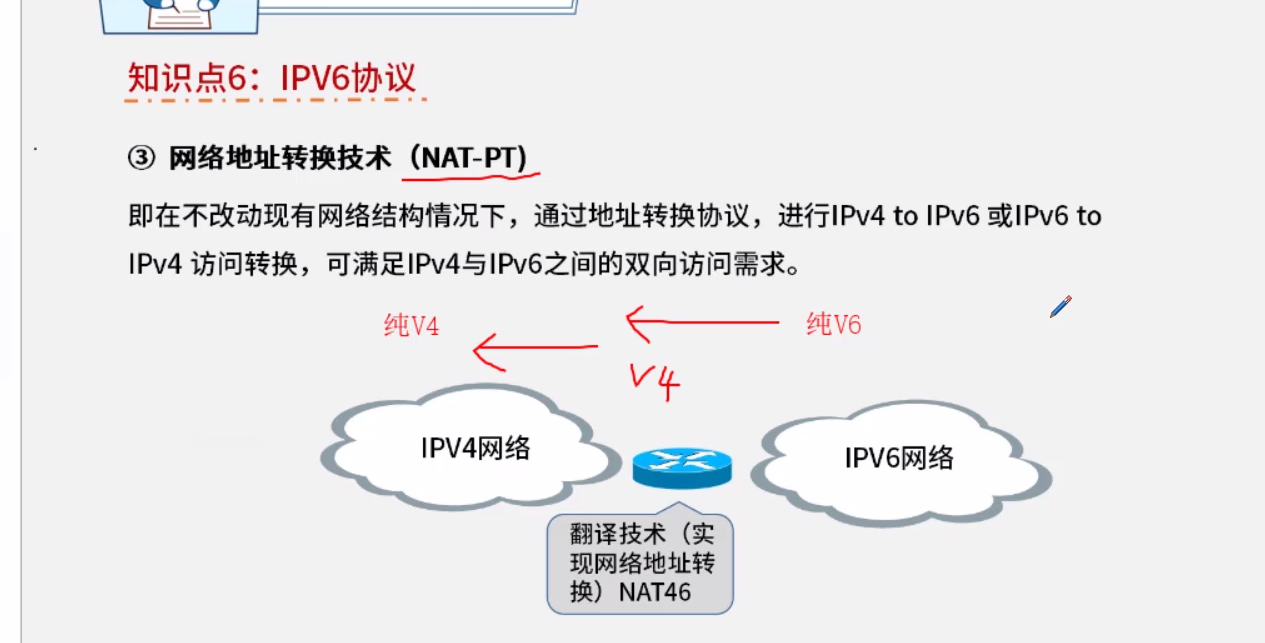 知识点6：IPV6协议
③ 网络地址转换技术（NAT-PT)
即在不改动现有网络结构情况下，通过地址转换协议，进行IPv4 to IPv6 或IPv6 to
IPv4 访问转换，可满足IPv4与IPv6之间的双向访问需求。
纯V4
纯V6
V4
IPV4网络
IPV6网络
翻译技术（实
现网络地址转
换）NAT46